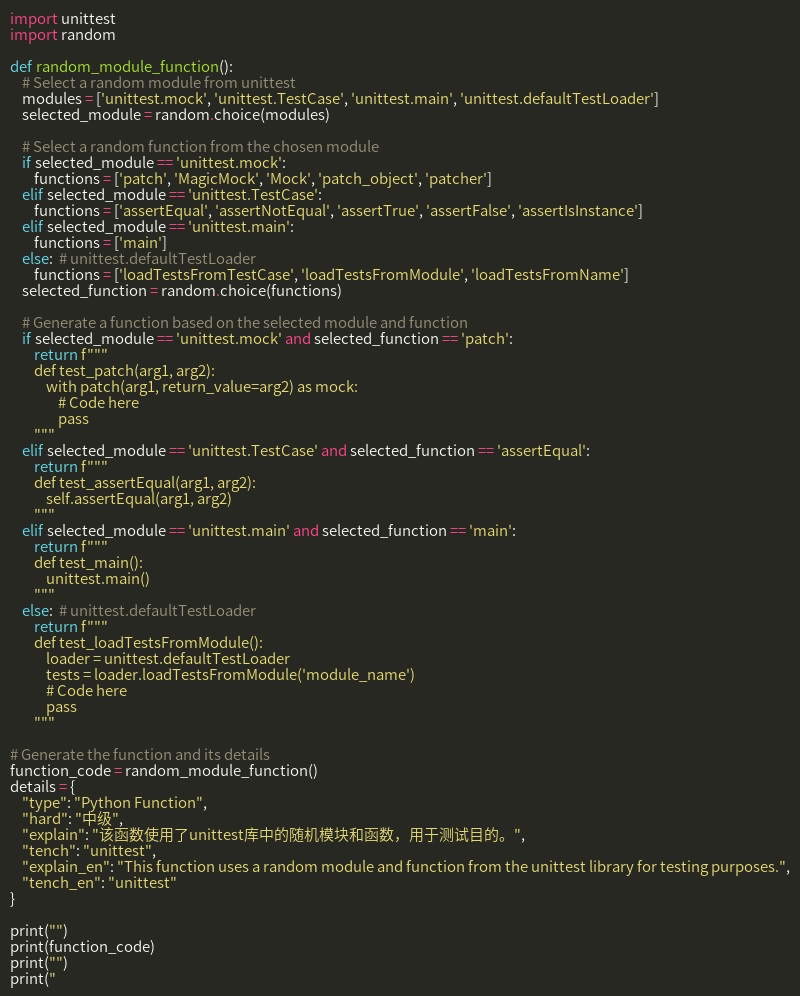 import unittest
import random

def random_module_function():
    # Select a random module from unittest
    modules = ['unittest.mock', 'unittest.TestCase', 'unittest.main', 'unittest.defaultTestLoader']
    selected_module = random.choice(modules)

    # Select a random function from the chosen module
    if selected_module == 'unittest.mock':
        functions = ['patch', 'MagicMock', 'Mock', 'patch_object', 'patcher']
    elif selected_module == 'unittest.TestCase':
        functions = ['assertEqual', 'assertNotEqual', 'assertTrue', 'assertFalse', 'assertIsInstance']
    elif selected_module == 'unittest.main':
        functions = ['main']
    else:  # unittest.defaultTestLoader
        functions = ['loadTestsFromTestCase', 'loadTestsFromModule', 'loadTestsFromName']
    selected_function = random.choice(functions)

    # Generate a function based on the selected module and function
    if selected_module == 'unittest.mock' and selected_function == 'patch':
        return f"""
        def test_patch(arg1, arg2):
            with patch(arg1, return_value=arg2) as mock:
                # Code here
                pass
        """
    elif selected_module == 'unittest.TestCase' and selected_function == 'assertEqual':
        return f"""
        def test_assertEqual(arg1, arg2):
            self.assertEqual(arg1, arg2)
        """
    elif selected_module == 'unittest.main' and selected_function == 'main':
        return f"""
        def test_main():
            unittest.main()
        """
    else:  # unittest.defaultTestLoader
        return f"""
        def test_loadTestsFromModule():
            loader = unittest.defaultTestLoader
            tests = loader.loadTestsFromModule('module_name')
            # Code here
            pass
        """

# Generate the function and its details
function_code = random_module_function()
details = {
    "type": "Python Function",
    "hard": "中级",
    "explain": "该函数使用了unittest库中的随机模块和函数，用于测试目的。",
    "tench": "unittest",
    "explain_en": "This function uses a random module and function from the unittest library for testing purposes.",
    "tench_en": "unittest"
}

print("")
print(function_code)
print("")
print("